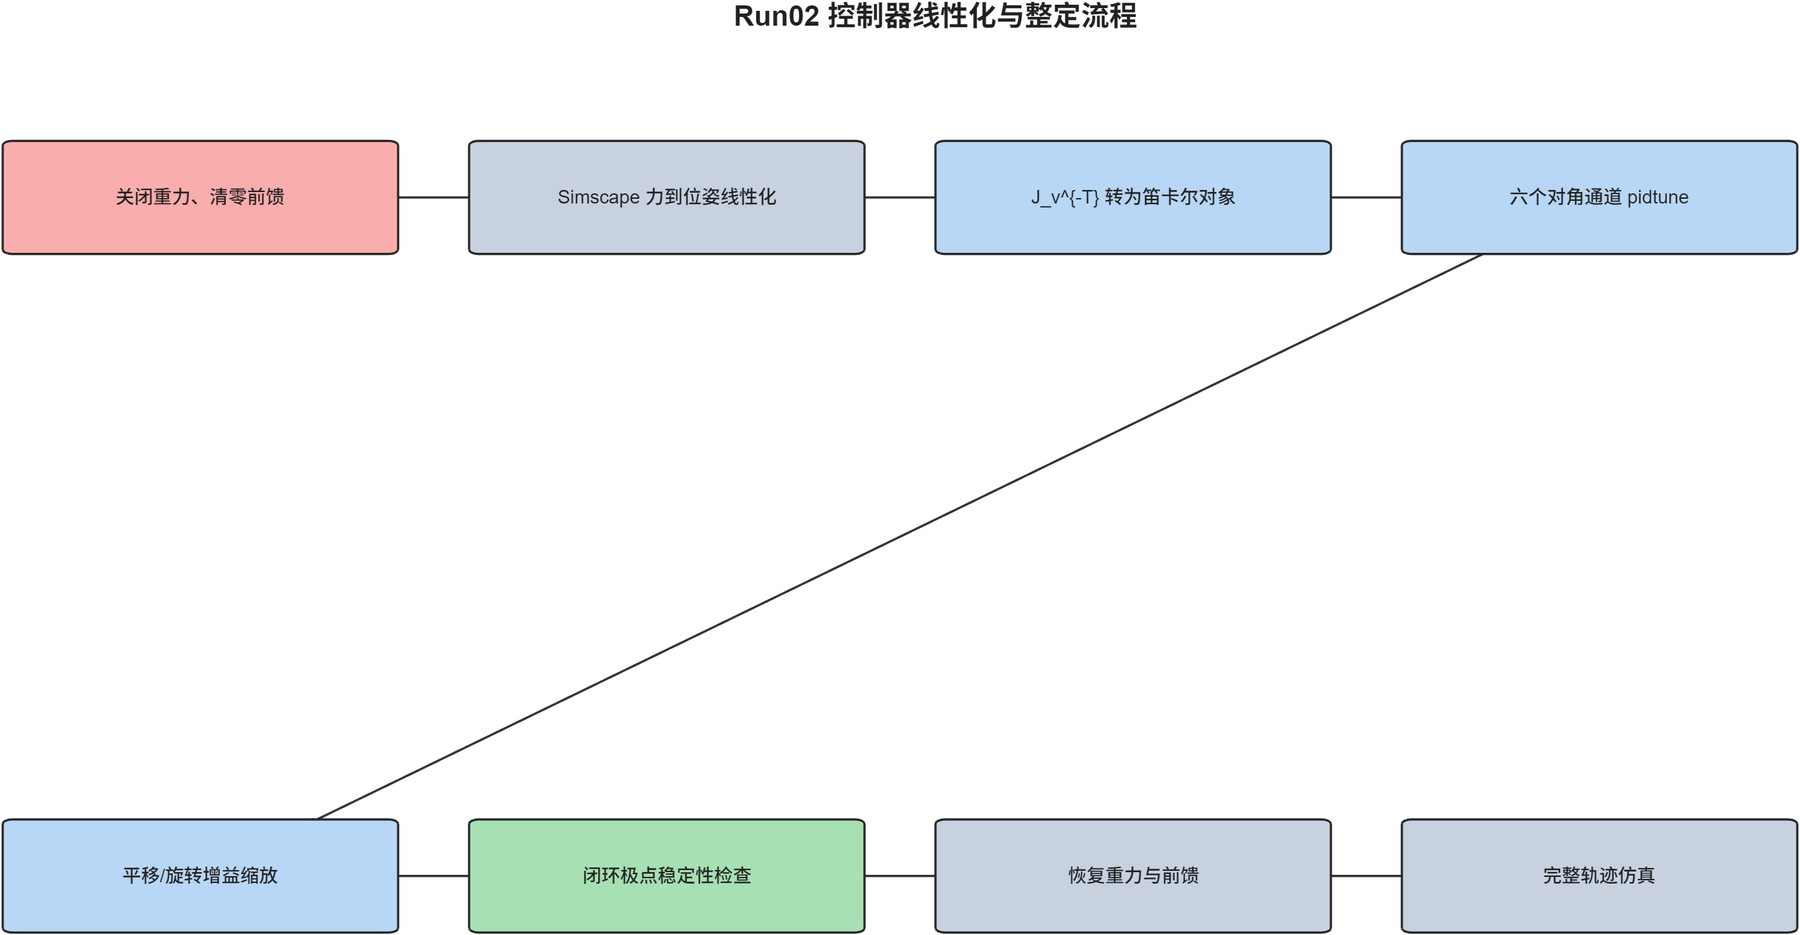 Run02 控制器线性化与整定流程
关闭重力、清零前馈
Simscape 力到位姿线性化
J_v^{-T} 转为笛卡尔对象
六个对角通道 pidtune
平移/旋转增益缩放
闭环极点稳定性检查
恢复重力与前馈
完整轨迹仿真